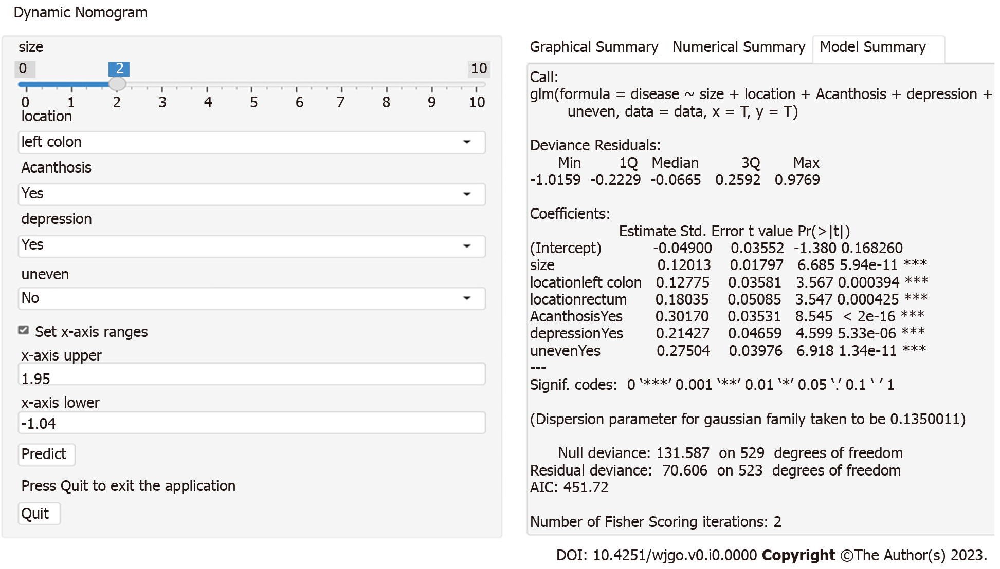 Dynamic Nomogram
size
0 2 10
0 1 2 3 4 5 6 7 8 9 10
location
left colon
Acanthosis
Yes
depression
Yes
uneven
No
Set x-axis ranges
x-axis upper
1.95
x-axis lower
-1.04
Predict
Press Quit to exit the application
Quit
Graphical Summary Numerical Summary Model Summary
Call:
glm(formula = disease ~ size + location + Acanthosis + depression +
uneven, data = data, x = T, y = T)
Deviance Residuals:
Min 1Q Median 3Q Max
-1.0159 -0.2229 -0.0665 0.2592 0.9769
Coefficients:
Estimate Std. Error t value Pr(>|t|)
(Intercept) -0.04900 0.03552 -1.380 0.168260
size 0.12013 0.01797 6.685 5.94e-11 ***
locationleft colon 0.12775 0.03581 3.567 0.000394 ***
locationrectum 0.18035 0.05085 3.547 0.000425 ***
AcanthosisYes 0.30170 0.03531 8.545 < 2e-16 ***
depressionYes 0.21427 0.04659 4.599 5.33e-06 ***
unevenYes 0.27504 0.03976 6.918 1.34e-11 ***
---
Signif. codes: 0 ‘***’ 0.001 ‘**’ 0.01 ‘*’ 0.05 ‘.’ 0.1 ‘ ’ 1
(Dispersion parameter for gaussian family taken to be 0.1350011)
Null deviance: 131.587 on 529 degrees of freedom
Residual deviance: 70.606 on 523 degrees of freedom
AIC: 451.72
Number of Fisher Scoring iterations: 2
DOI: 10.4251/wjgo.v0.i0.0000 Copyright ©The Author(s) 2023.